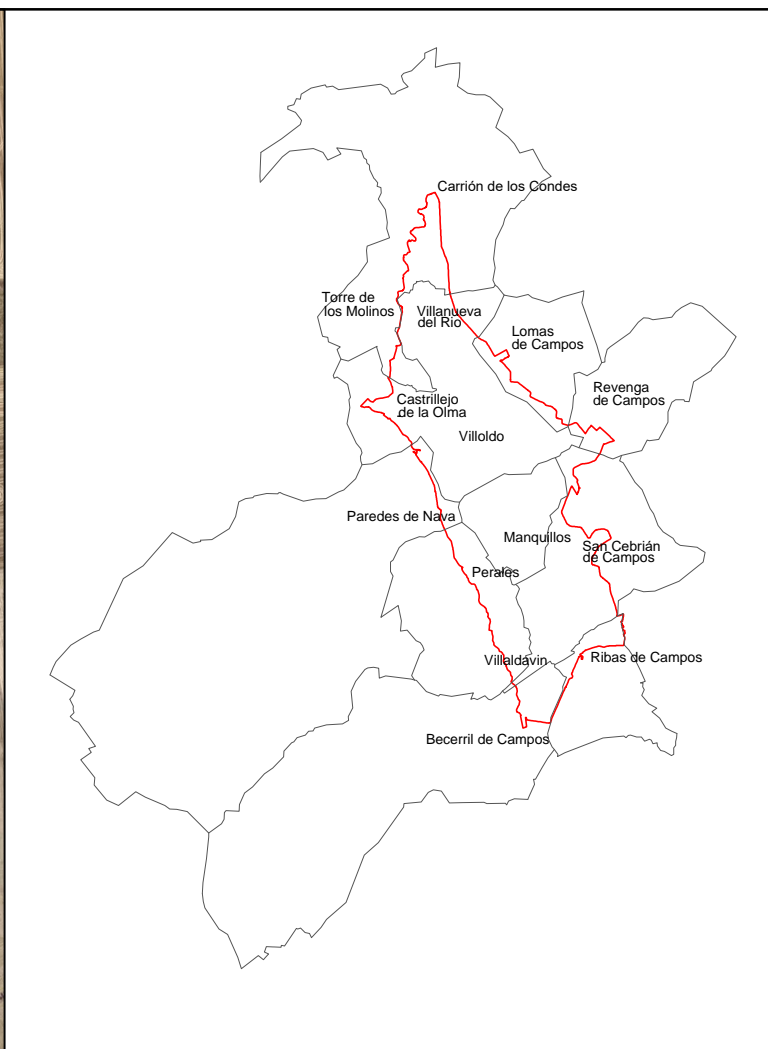 Carrión de los Condes
Torre de
los Molinos
Villanueva
del Río
Lomas
de Campos
Revenga
de Campos
Castrillejo
de la Olma
Villoldo
Paredes de Nava
Manquillos
San Cebrián
de Campos
Perales
Villaldavin
Ribas de Campos
Becerril de Campos